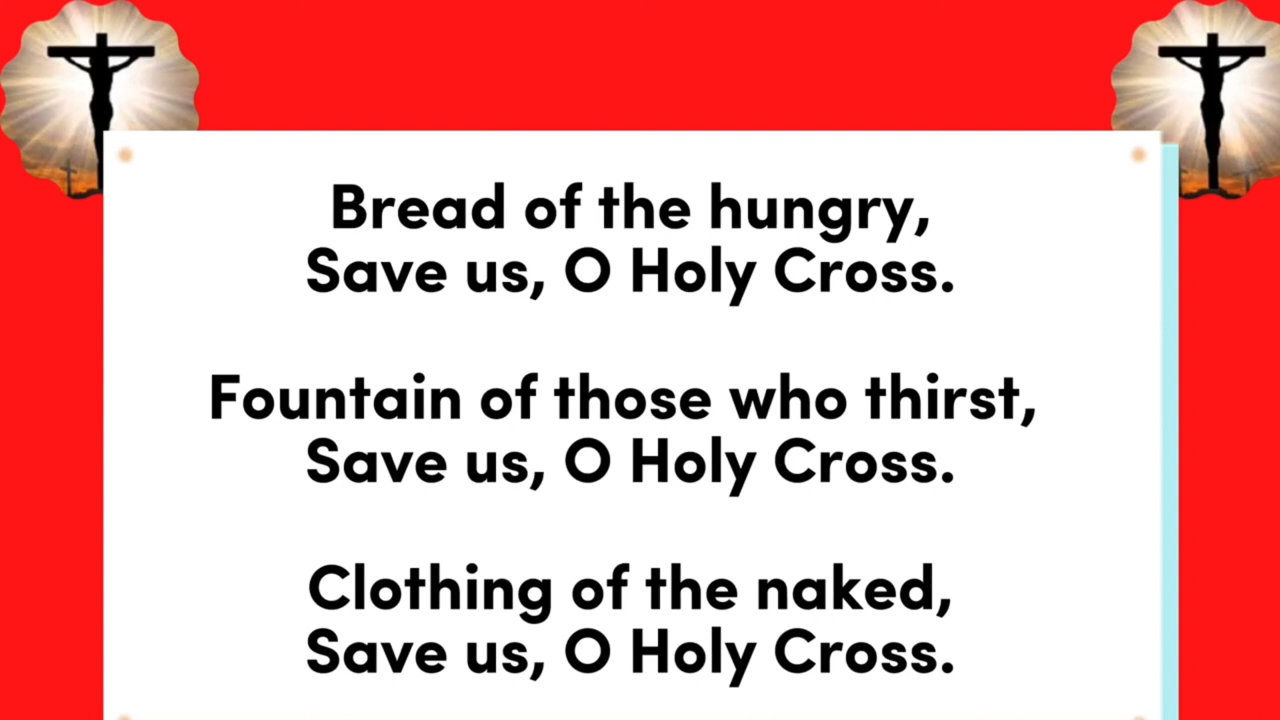 Bread of the hungry,
Save us, O Holy Cross.
Fountain of those who thirst,
Save us, O Holy Cross.
Clothing of the naked,
Save us, O Holy Cross.